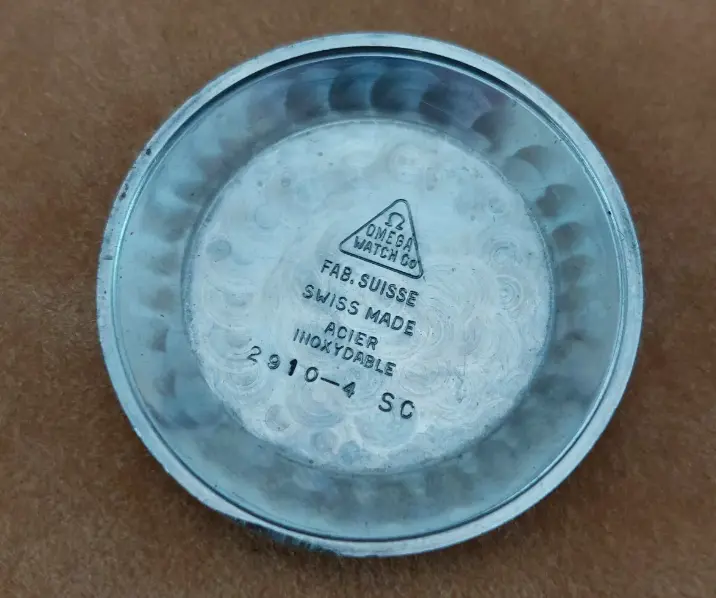 Ω
OMEGA
WATCH Co
FAB. SUISSE
SWISS MADE
ACIER
INOXYDABLE
2910-4 SC